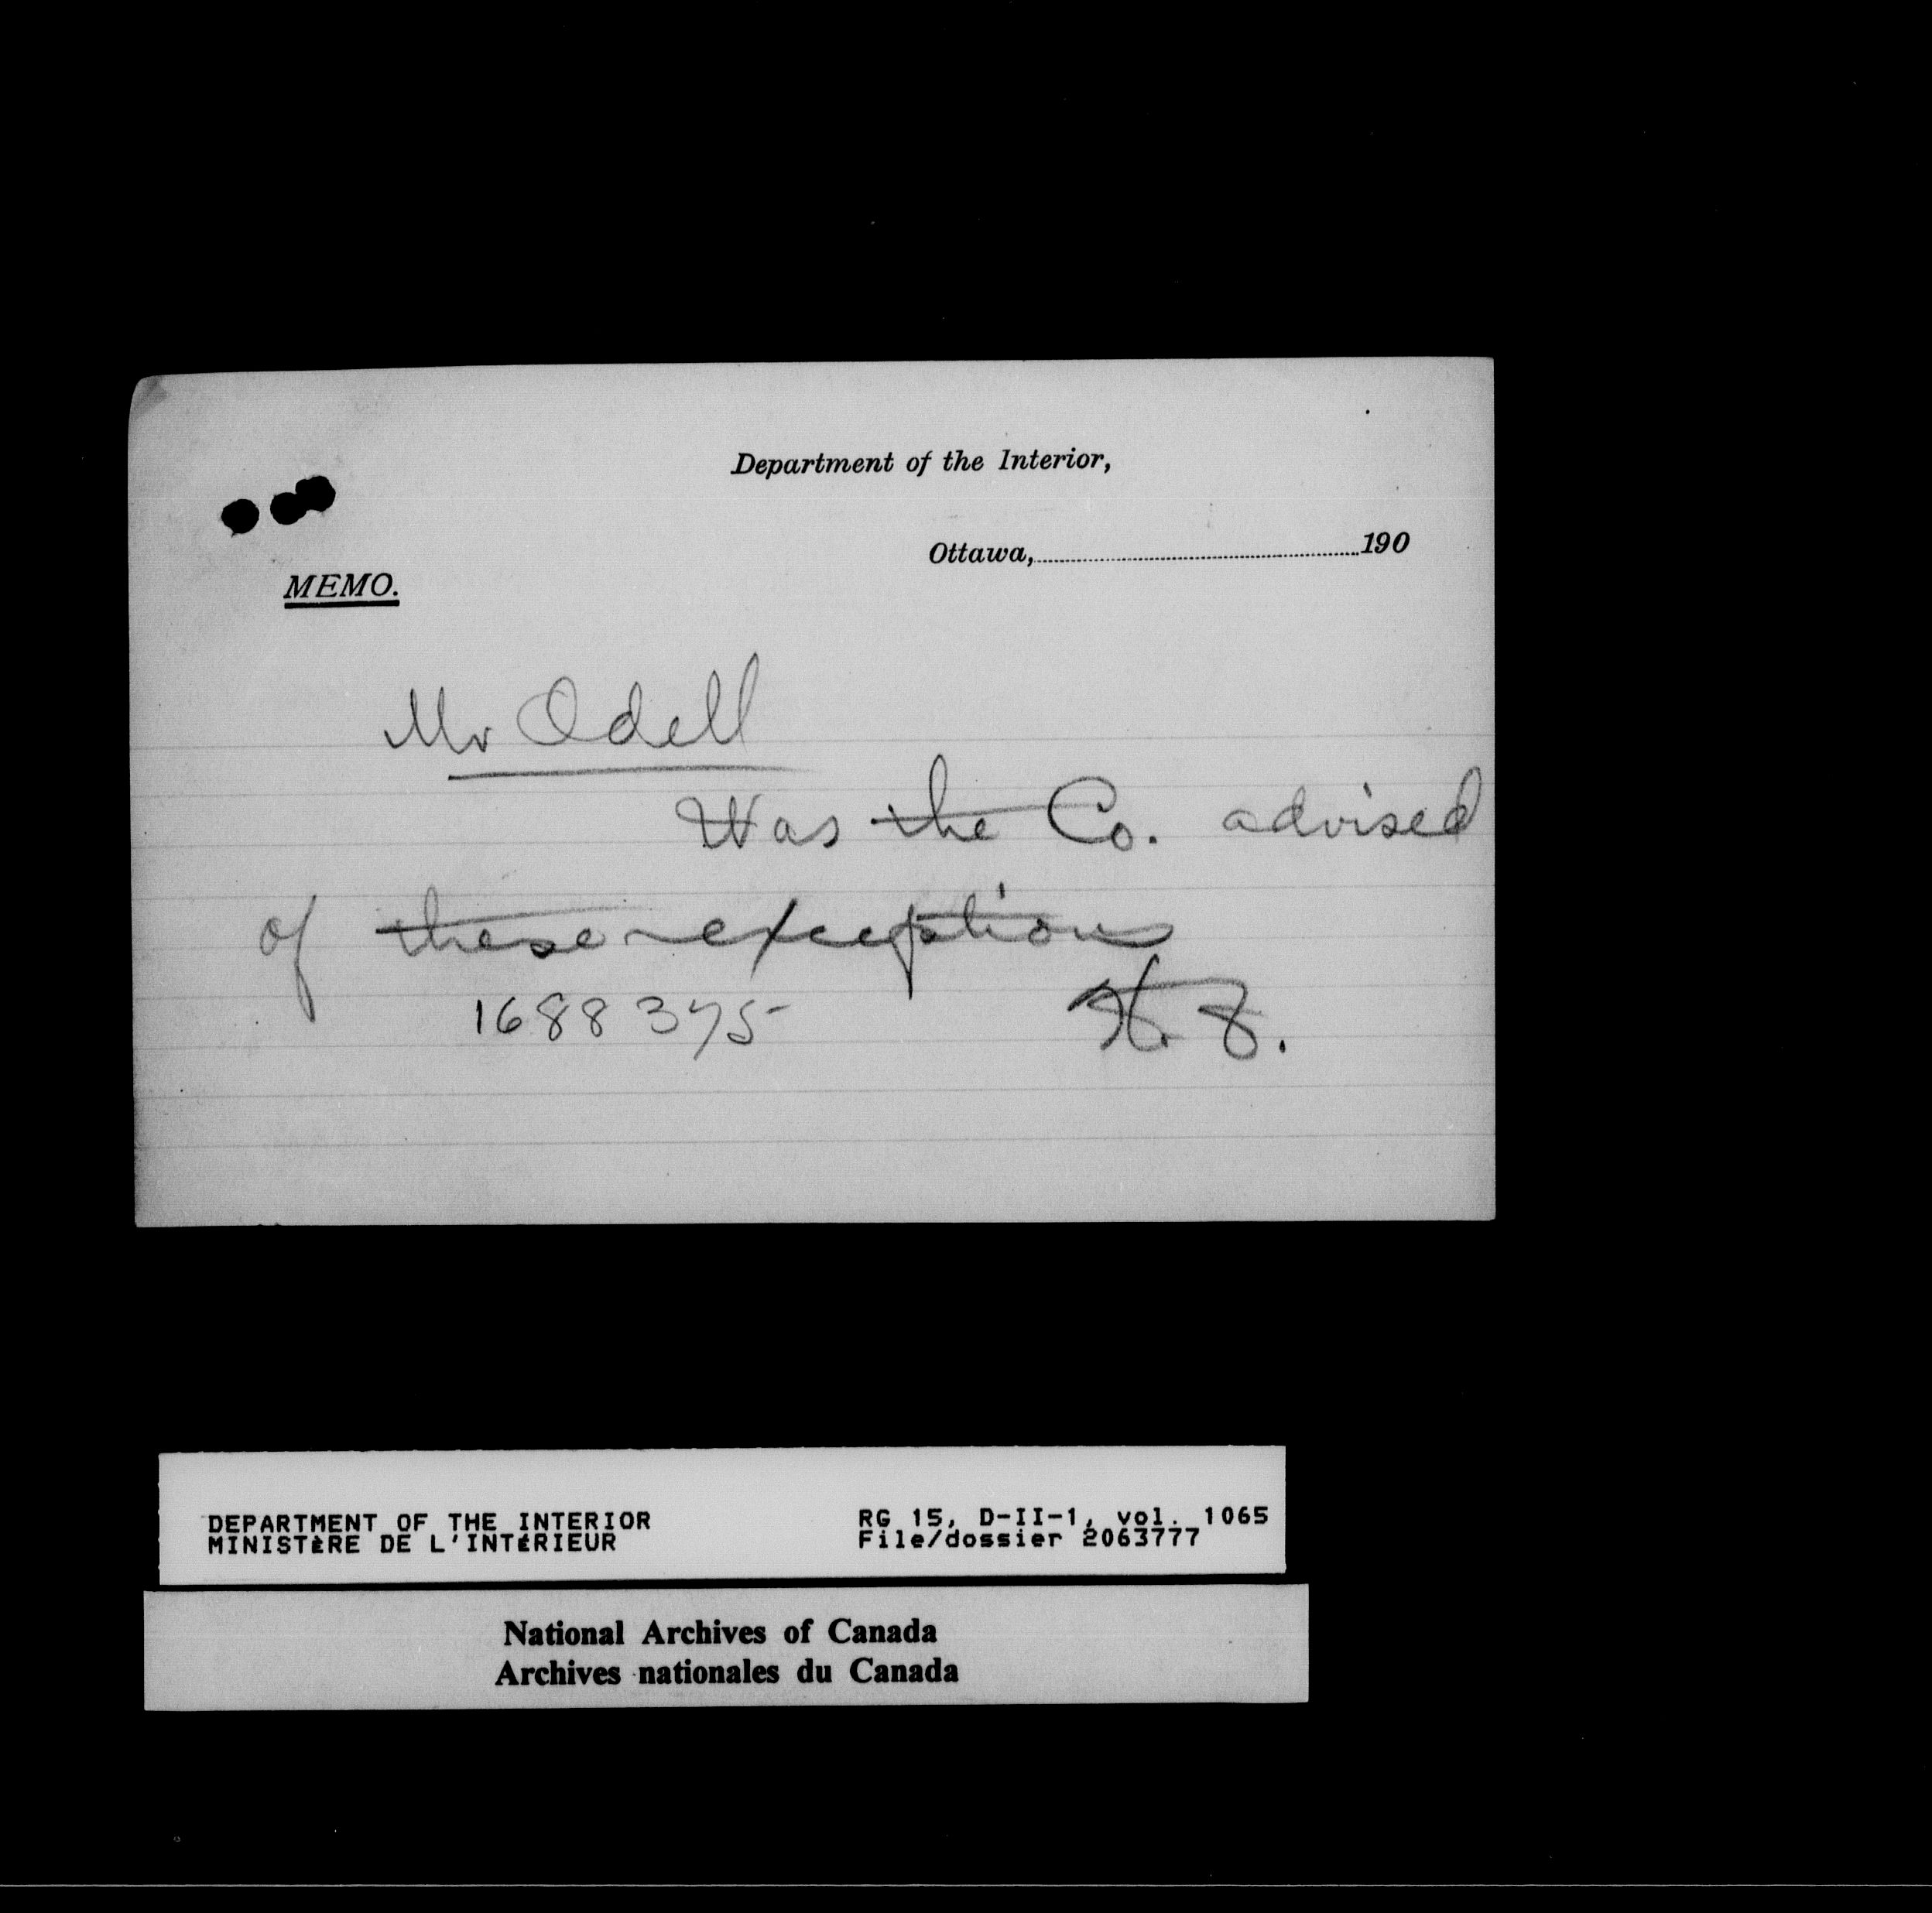 Department of the Interior,
Ottawa,..........190
MEMO.
Mr Odell
Was the Co. advised
of these exceptions
1688375
DEPARTMENT OF THE INTERIOR
MINISTÈRE DE L'INTÉRIEUR
RG 15, D-II-1, vol. 1065
File/dossier 2063777
National Archives of Canada
Archives nationales du Canada